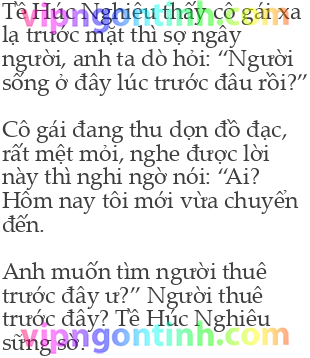 Tề Húc Nghiêu thấy cô gái xa
vipngontinh.com
lạ trước mặt thì sợ ngây
người, anh ta dò hỏi: “Người
sống ở đây lúc trước đâu rồi?”
Cô gái đang thu dọn đồ đạc,
rất mệt mỏi, nghe được lời
này thì nghi ngờ nói: “Ai?
Hôm nay tôi mới vừa chuyển
đến.
Anh muốn tìm người thuê
trước đây ư?” Người thuê
trước đây? Tề Húc Nghiêu
vipngontinh.com
sững sờ.